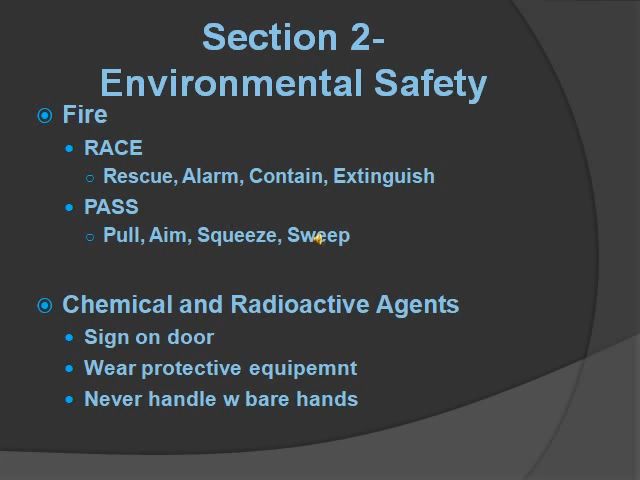 Section 2-
Environmental Safety
Fire
RACE
Rescue, Alarm, Contain, Extinguish
PASS
Pull, Aim, Squeeze, Sweep
Chemical and Radioactive Agents
Sign on door
Wear protective equipemnt
Never handle w bare hands